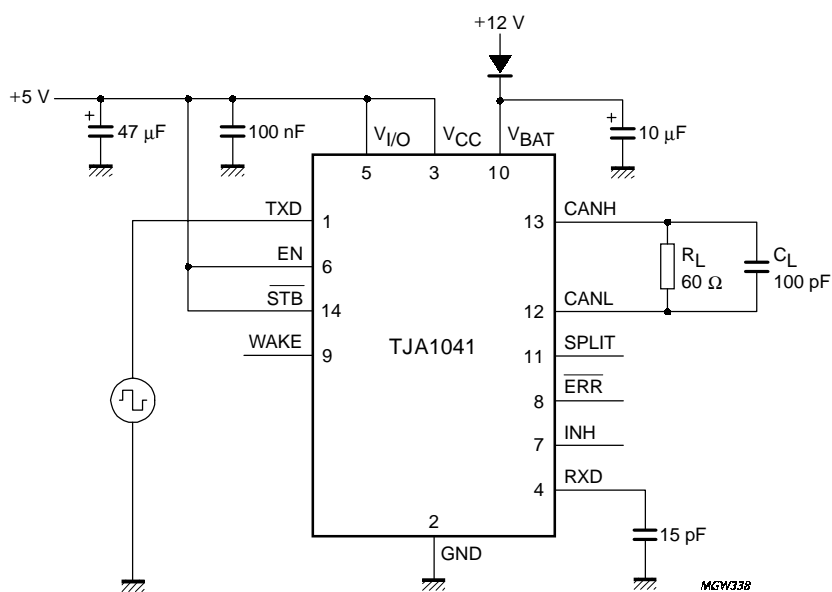 +12 V
+5 V
+
47 μF
100 nF
V_I/O
V_CC
V_BAT
+
10 μF
5
3
10
TXD
1
13
CANH
EN
6
R_L
60 Ω
C_L
100 pF
STB
14
12
CANL
WAKE
9
TJA1041
11
SPLIT
8
ERR
7
INH
4
RXD
2
GND
15 pF
MGW338